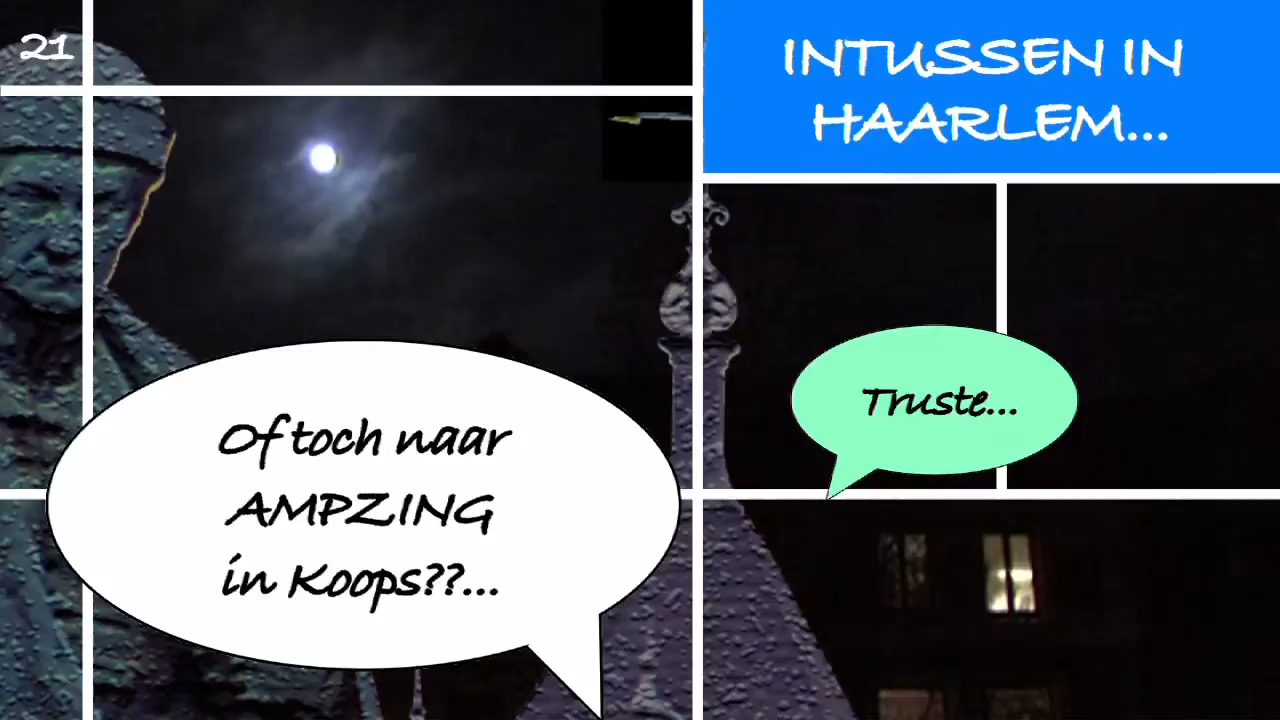 21
INTUSSEN IN
HAARLEM...
Truste...
Of toch naar
AMPZING
in Koops??...